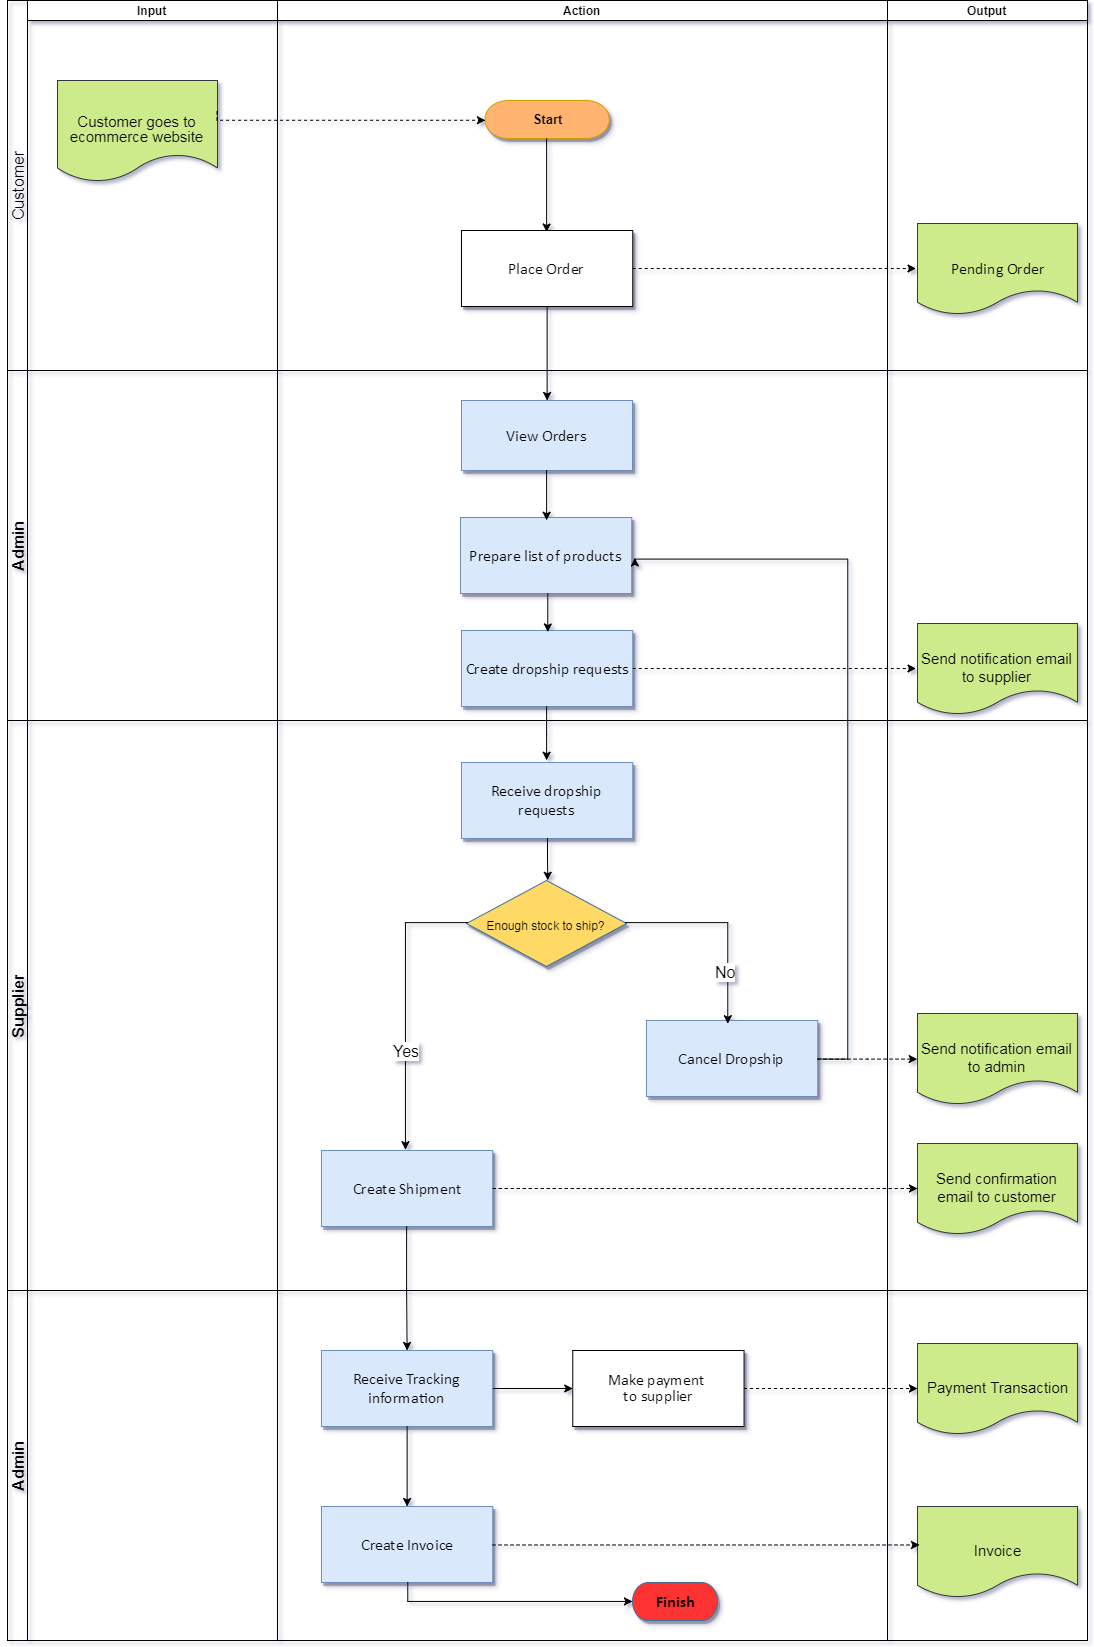 Input
Action
Output
Customer
Customer goes to
ecommerce website
Start
Place Order
Pending Order
Admin
View Orders
Prepare list of products
Create dropship requests
Send notification email
to supplier
Supplier
Receive dropship
requests
Enough stock to ship?
No
Yes
Cancel Dropship
Send notification email
to admin
Create Shipment
Send confirmation
email to customer
Admin
Receive Tracking
information
Make payment
to supplier
Payment Transaction
Create Invoice
Invoice
Finish